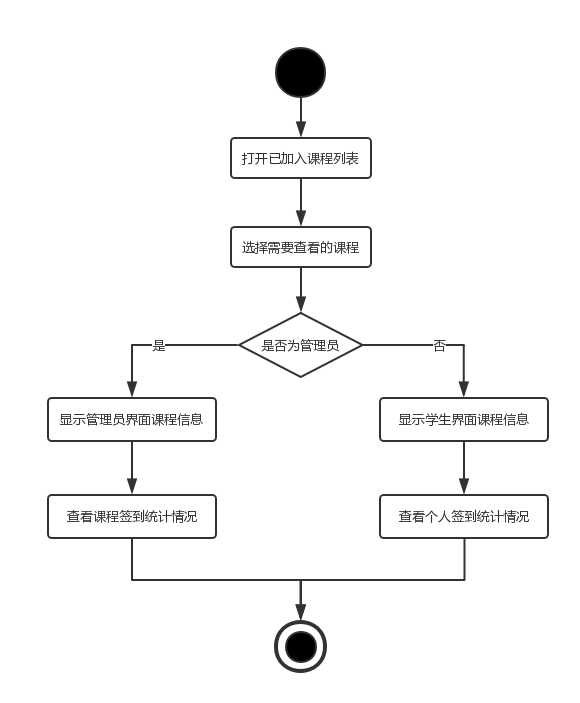 打开已加入课程列表
选择需要查看的课程
是否为管理员
是
否
显示管理员界面课程信息
显示学生界面课程信息
查看课程签到统计情况
查看个人签到统计情况